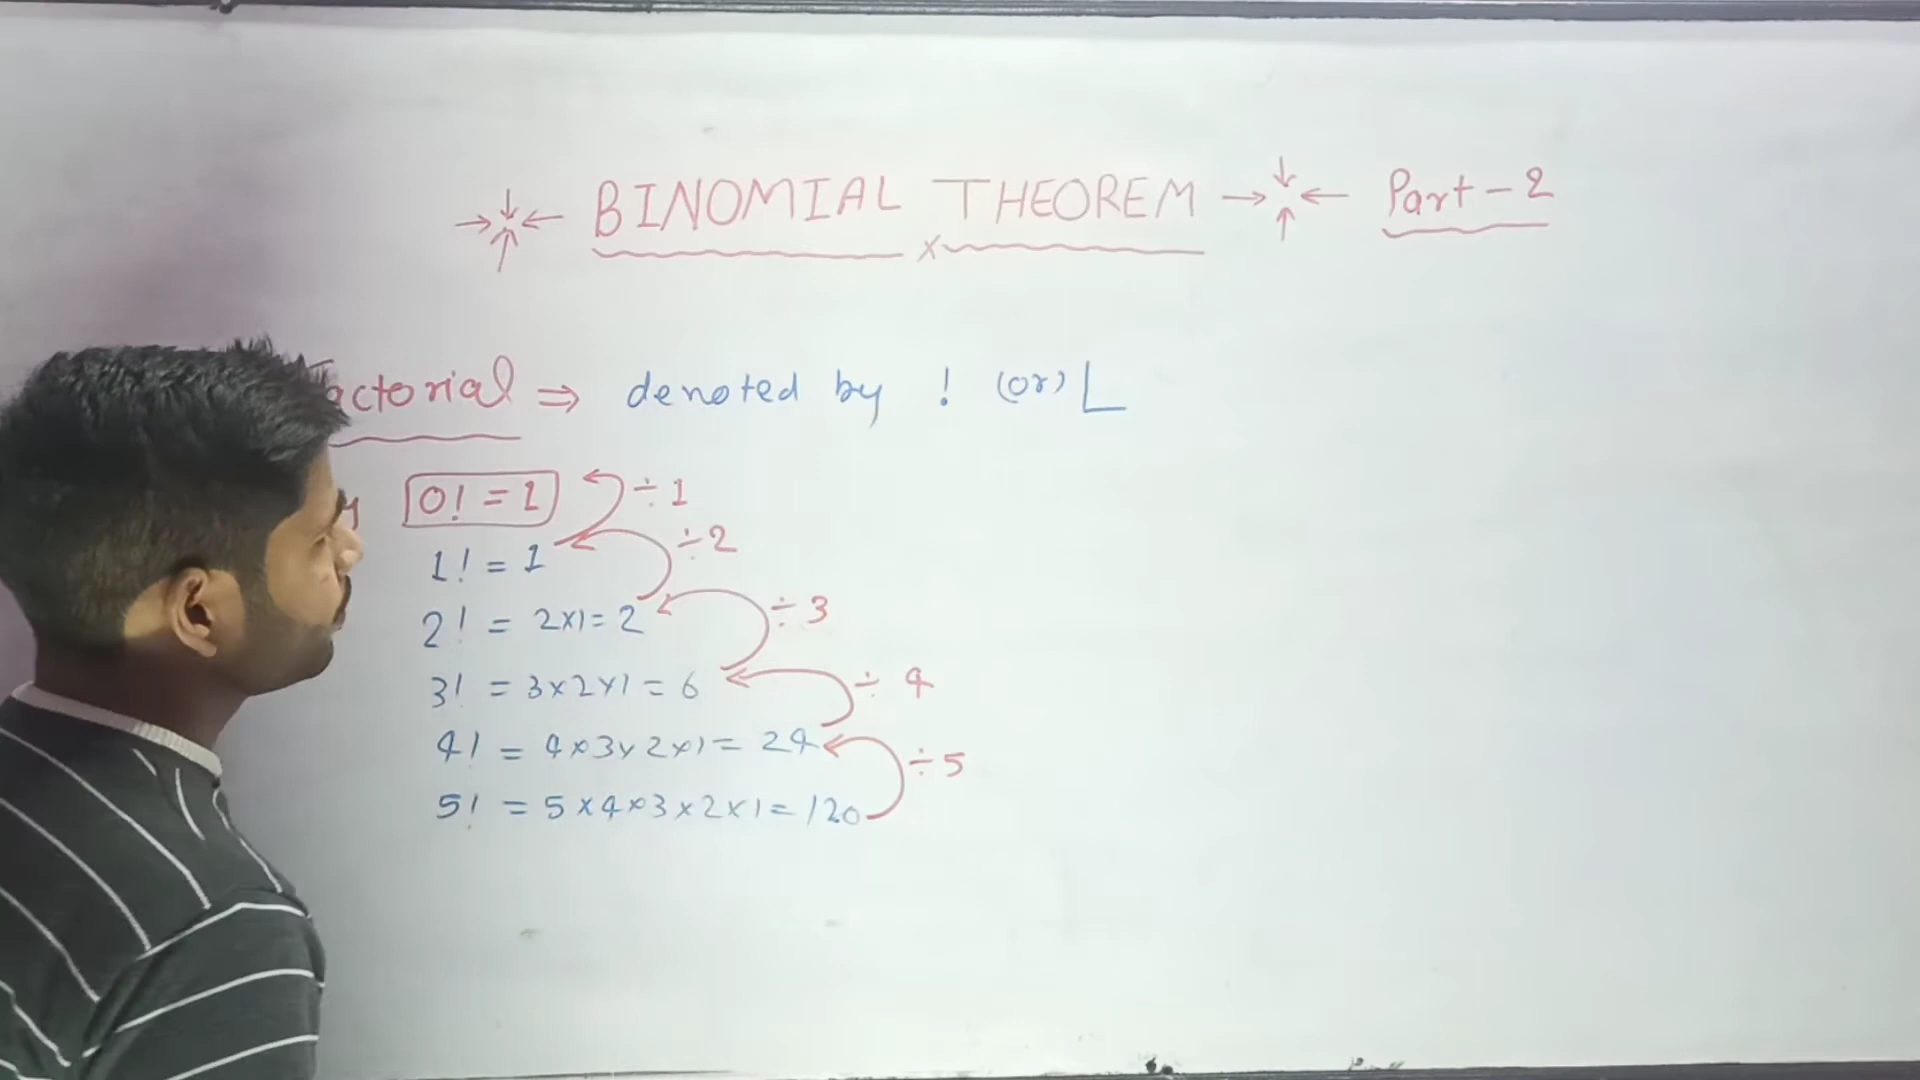 →← BINOMIAL THEOREM →← Part-2
Factorial ⇒ denoted by ! (or) L
0! = 1 ÷1
1! = 1 ÷2
2! = 2×1= 2 ÷3
3! = 3×2×1 = 6 ÷ 4
4! = 4×3×2×1= 24 ÷5
5! = 5×4×3×2×1= 120